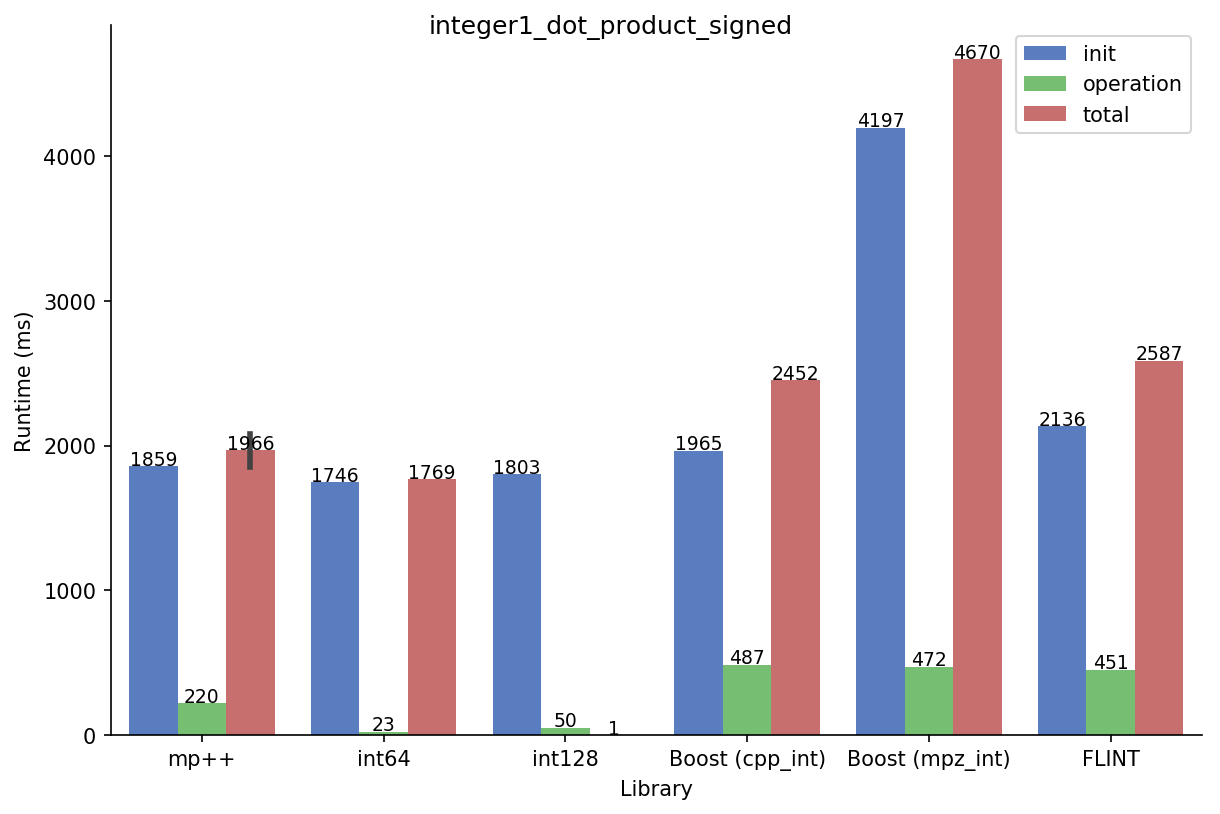 integer1_dot_product_signed
init
operation
total
Runtime (ms)
4000
3000
2000
1000
0
1859
220
1966
1746
23
1769
1803
50
1
1965
487
2452
4197
472
4670
2136
451
2587
mp++
int64
int128
Boost (cpp_int)
Boost (mpz_int)
FLINT
Library